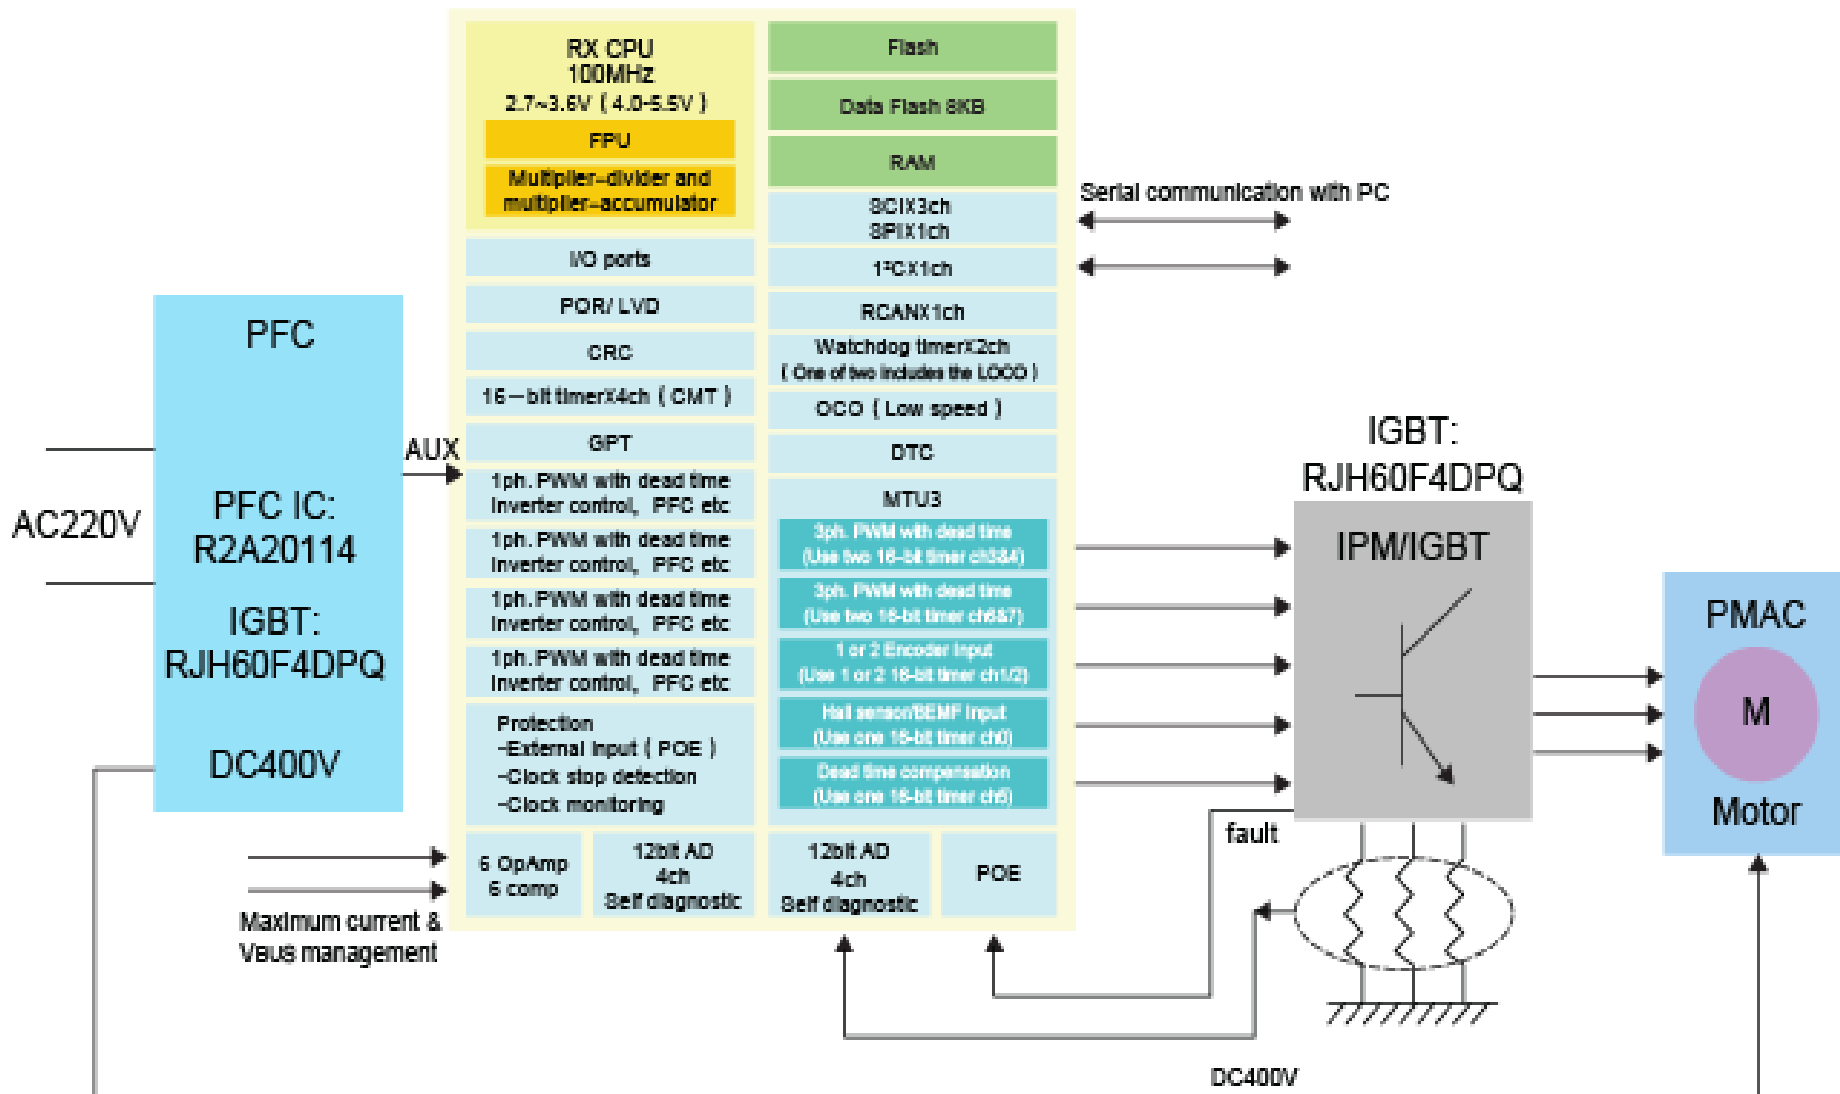 RX CPU
100MHz
2.7~3.6V ( 4.0-5.5V )
FPU
Multiplier-divider and
multiplier-accumulator
I/O ports
POR/ LVD
CRC
16-bit timerX4ch ( CMT )
GPT
1ph. PWM with dead time
Inverter control, PFC etc
1ph. PWM with dead time
Inverter control, PFC etc
1ph. PWM with dead time
Inverter control, PFC etc
1ph. PWM with dead time
Inverter control, PFC etc
Protection
-External Input ( POE )
-Clock stop detection
-Clock monitoring
6 OpAmp
6 comp
12bit AD
4ch
Self diagnostic
Flash
Data Flash 8KB
RAM
SCIX3ch
SPIX1ch
I²CX1ch
RCANX1ch
Watchdog timerX2ch
( One of two includes the LOCO )
OCO ( Low speed )
DTC
MTU3
3ph. PWM with dead time
(Use two 16-bit timer ch3&4)
3ph. PWM with dead time
(Use two 16-bit timer ch6&7)
1 or 2 Encoder Input
(Use 1 or 2 16-bit timer ch1/2)
Hall sensor/BEMF Input
(Use one 16-bit timer ch0)
Dead time compensation
(Use one 16-bit timer ch5)
12bit AD
4ch
Self diagnostic
POE
PFC
PFC IC:
R2A20114
IGBT:
RJH60F4DPQ
DC400V
AC220V
AUX
Maximum current &
VBUS management
Serial communication with PC
IGBT:
RJH60F4DPQ
IPM/IGBT
fault
PMAC
M
Motor
DC400V